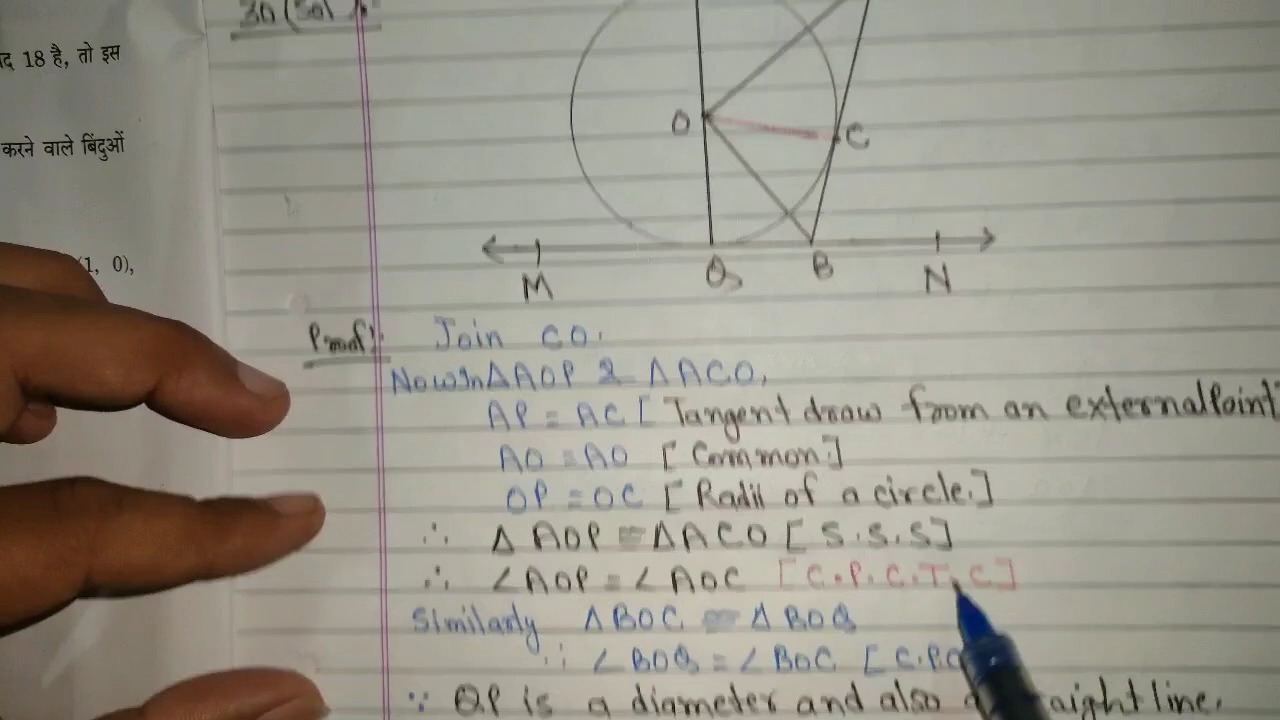 30 (
18 है, तो इस
करने वाले बिंदुओं
(1, 0),
O
C
M
Q
B
N
Proof:
Join CO.
Now In ΔAOP & ΔACO,
AP = AC [ Tangent draw from an external Point
AO = AO [ Common ]
OP = OC [ Radii of a circle. ]
∴ ΔAOP ≅ ΔACO [ S.S.S ]
∴ ∠AOP = ∠AOC [ C.P.C.T.C ]
Similarly ΔBOC ≅ ΔBOQ
∴ ∠BOQ = ∠BOC [ C.P.C
∵ QP is a diameter and also a line.